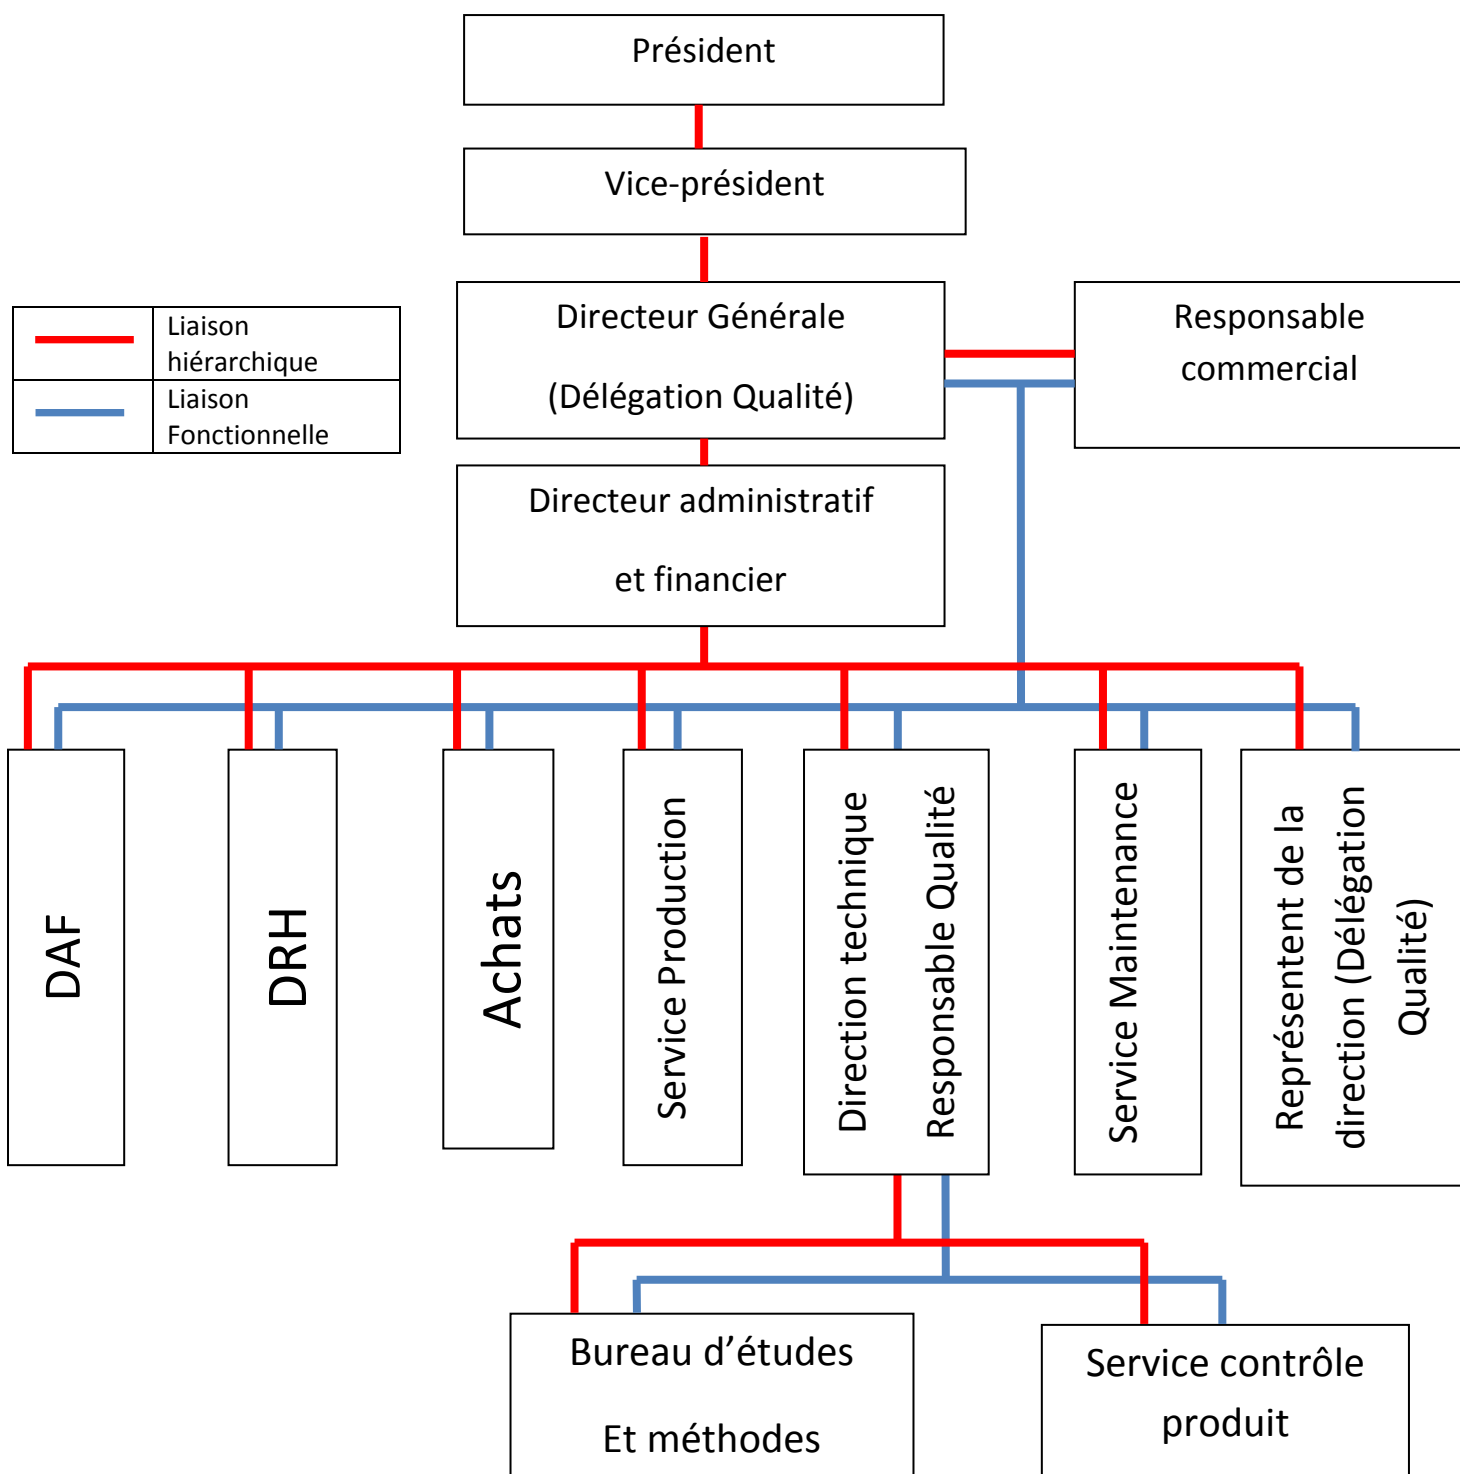 Président
Vice-président
Directeur Générale
(Délégation Qualité)
Responsable
commercial
Liaison
hiérarchique
Liaison
Fonctionnelle
Directeur administratif
et financier
DAF
DRH
Achats
Service Production
Direction technique
Responsable Qualité
Service Maintenance
Représentent de la
direction (Délégation
Qualité)
Bureau d’études
Et méthodes
Service contrôle
produit